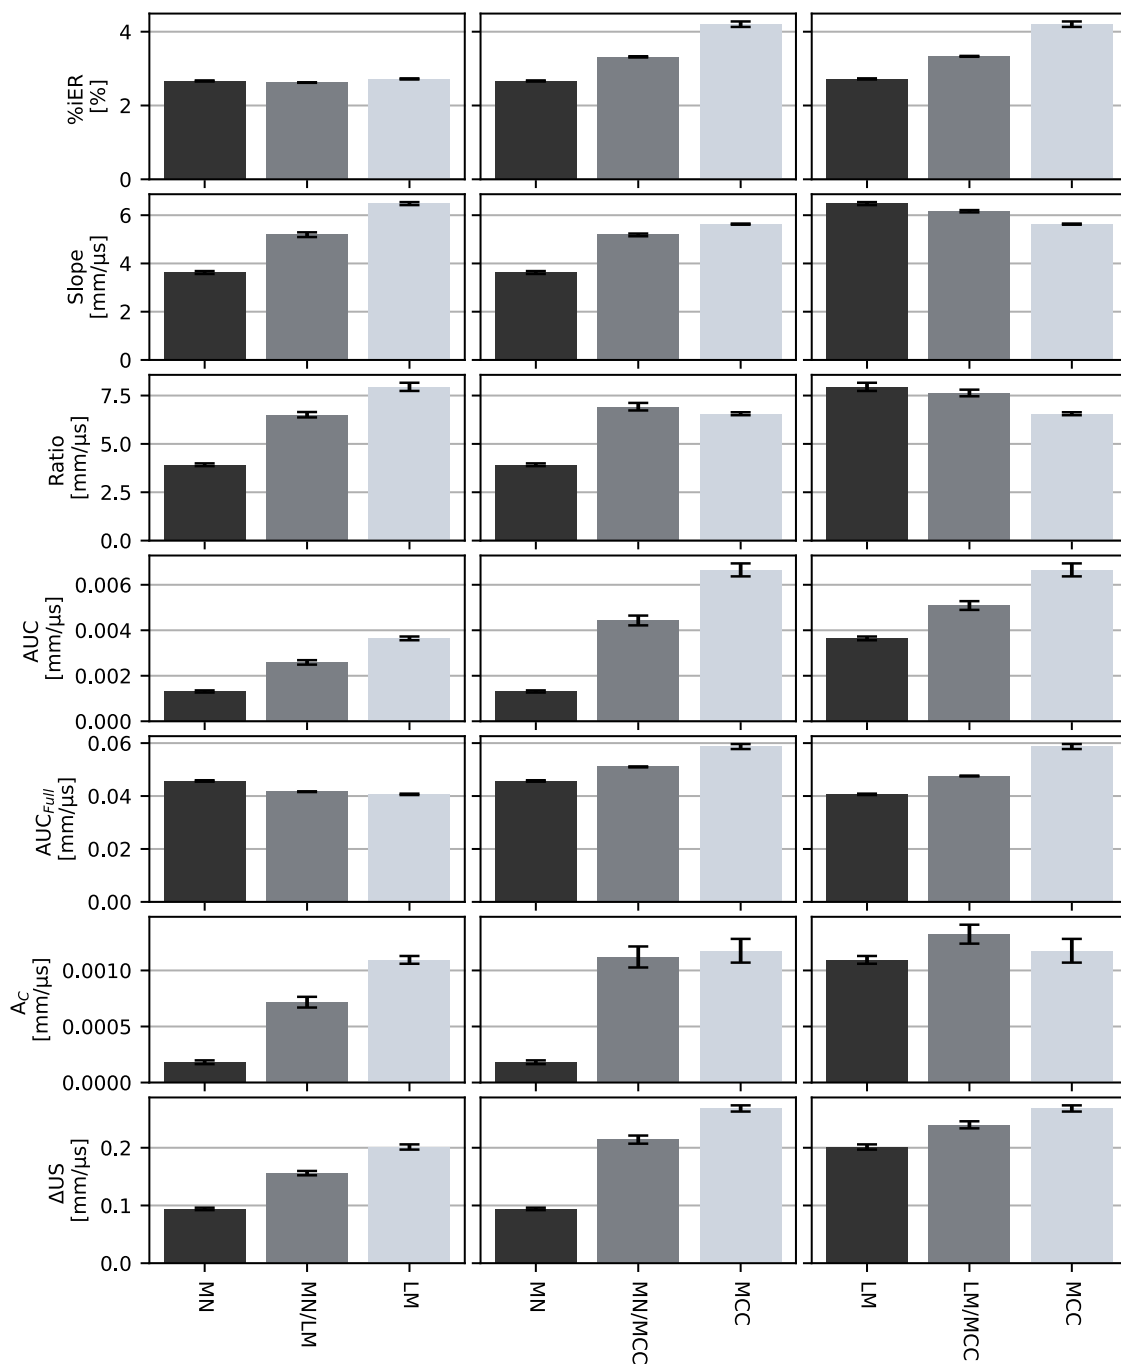 %iER
[%]
4
2
0
Slope
[mm/μs]
6
4
2
0
Ratio
[mm/μs]
7.5
5.0
2.5
0.0
AUC
[mm/μs]
0.006
0.004
0.002
0.000
AUC_Full
[mm/μs]
0.06
0.04
0.02
0.00
A_C
[mm/μs]
0.0010
0.0005
0.0000
ΔUS
[mm/μs]
0.2
0.1
0.0
MN
MN/LM
LM
MN
MN/MCC
MCC
LM
LM/MCC
MCC